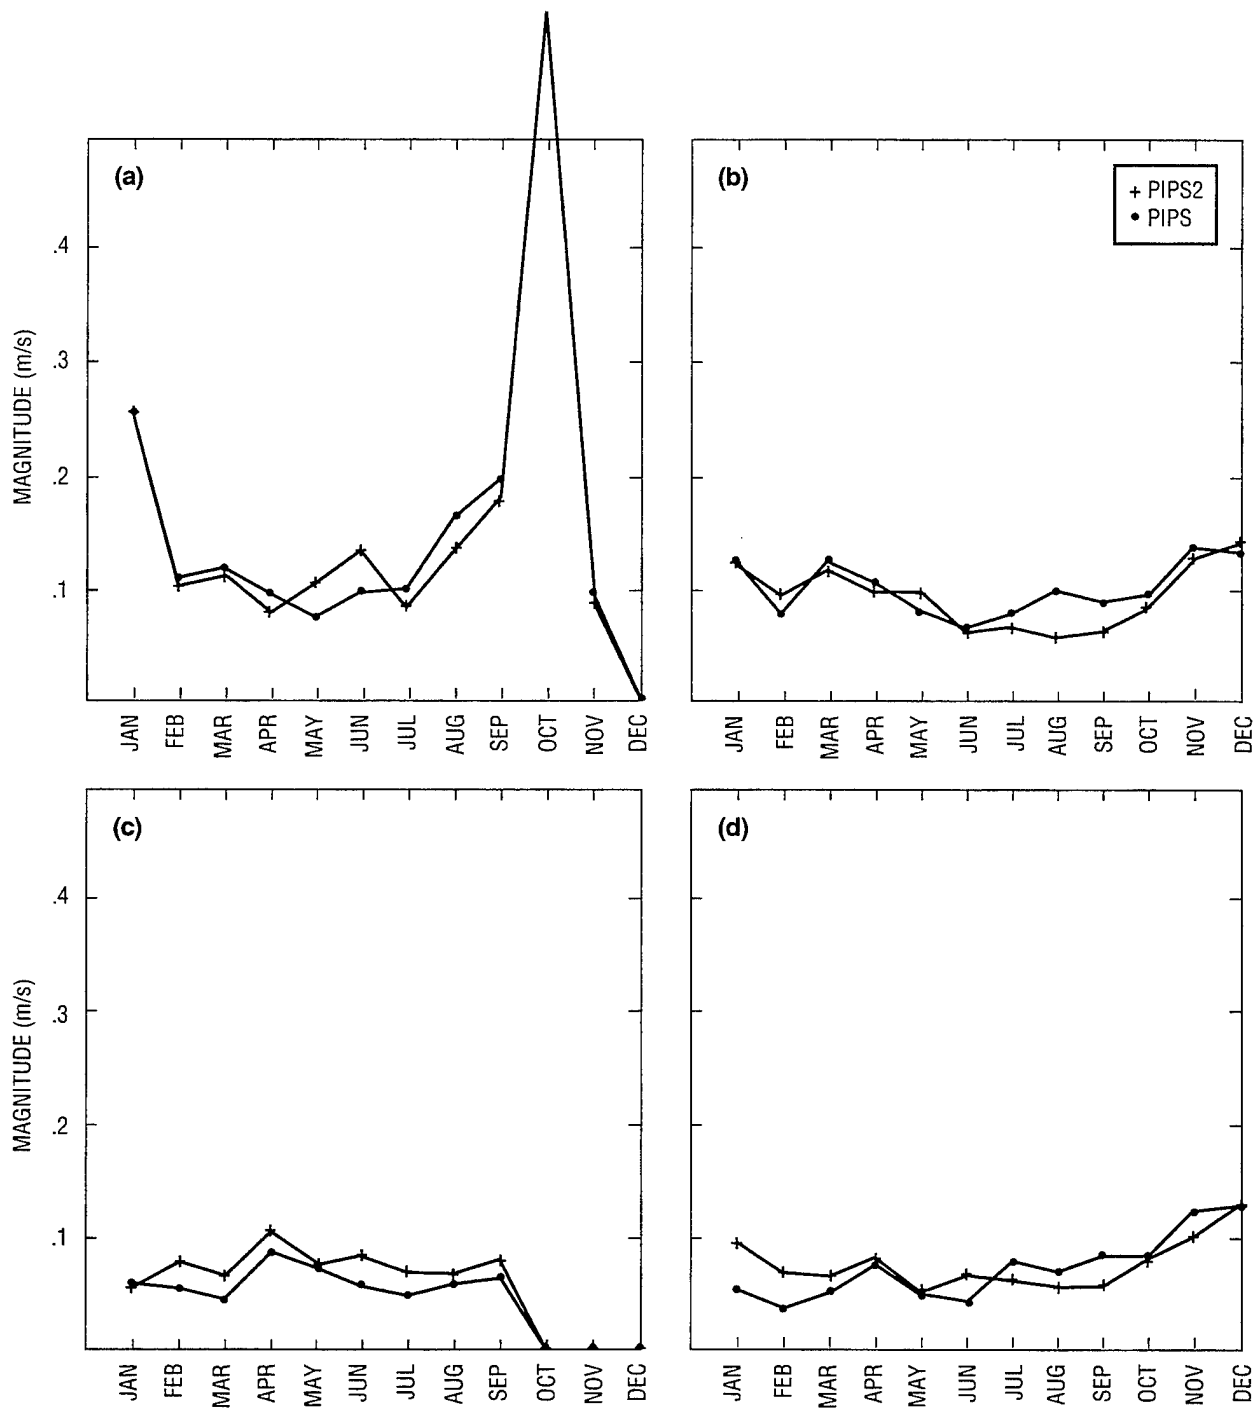 (a)
(b)
+ PIPS2
• PIPS
.4
.3
.2
.1
MAGNITUDE (m/s)
JAN FEB MAR APR MAY JUN JUL AUG SEP OCT NOV DEC
JAN FEB MAR APR MAY JUN JUL AUG SEP OCT NOV DEC
(c)
(d)
.4
.3
.2
.1
MAGNITUDE (m/s)
JAN FEB MAR APR MAY JUN JUL AUG SEP OCT NOV DEC
JAN FEB MAR APR MAY JUN JUL AUG SEP OCT NOV DEC